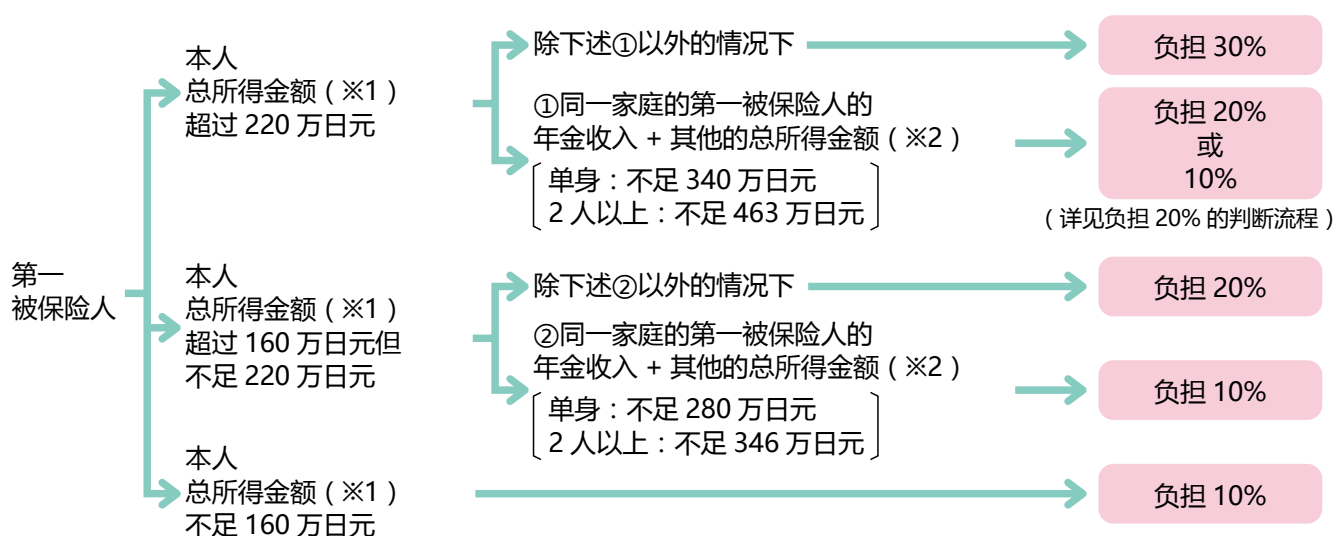 第一
被保险人
本人
总所得金额（※1）
超过 220 万日元
除下述①以外的情况下
负担 30%
①同一家庭的第一被保险人的
年金收入 + 其他的总所得金额（※2）
单身：不足 340 万日元
2 人以上：不足 463 万日元
负担 20%
或
10%
（详见负担 20% 的判断流程）
本人
总所得金额（※1）
超过 160 万日元但
不足 220 万日元
除下述②以外的情况下
负担 20%
②同一家庭的第一被保险人的
年金收入 + 其他的总所得金额（※2）
单身：不足 280 万日元
2 人以上：不足 346 万日元
负担 10%
本人
总所得金额（※1）
不足 160 万日元
负担 10%